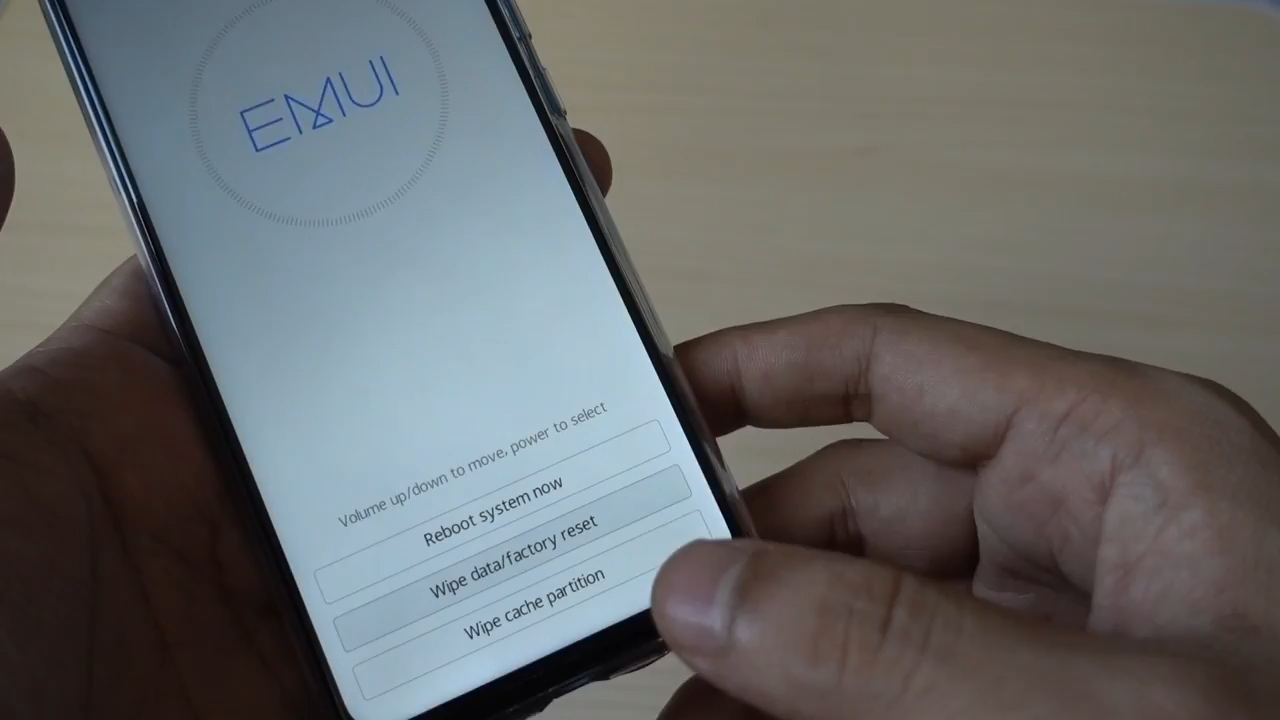 EMUI
Volume up/down to move, power to select
Reboot system now
Wipe data/factory reset
Wipe cache partition